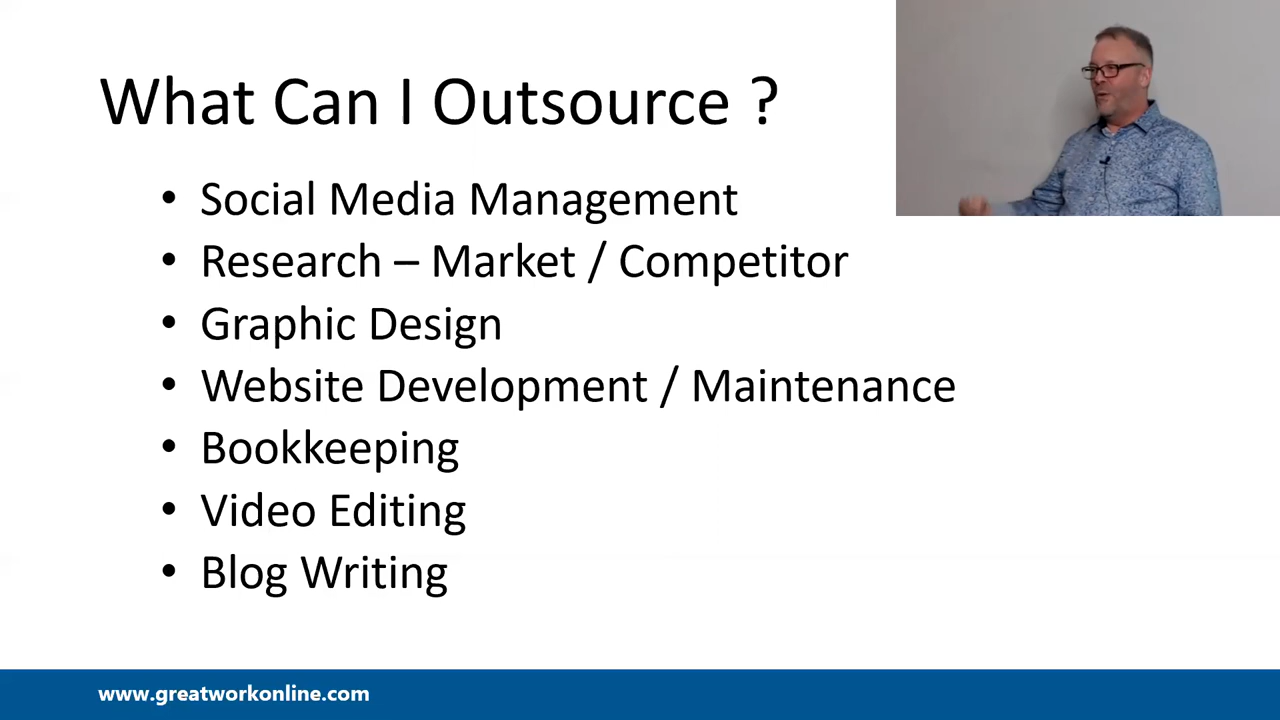 What Can I Outsource ?
• Social Media Management
• Research – Market / Competitor
• Graphic Design
• Website Development / Maintenance
• Bookkeeping
• Video Editing
• Blog Writing
www.greatworkonline.com